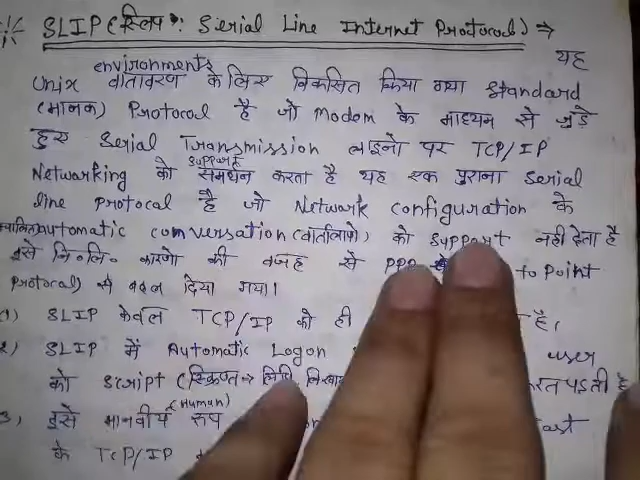 SLIP (स्लिप : Serial Line Internet Protocol) ⇒
यह
environments
Unix वातावरण के लिए विकसित किया गया Standard
(मानक) Protocol है जो Modem के माध्यम से जुड़े
हुए Serial Transmission लाइनो पर TCP/IP
support
Networking को समर्थन करता है यह एक पुराना Serial
line protocol है जो Network configuration के
Automatic conversation (वार्तालापो) को Support नही देता है
इसे नि०लि० कारणो की वजह से PPP to Point
Protocol) से बदल दिया गया।
1) SLIP केवल TCP/IP को ही है,
2) SLIP में Automatic Logon user
को Script (स्क्रिप्ट → लिपि पड़ती है
(Human)
3) इसे मानवीय रूप
के TCP/IP